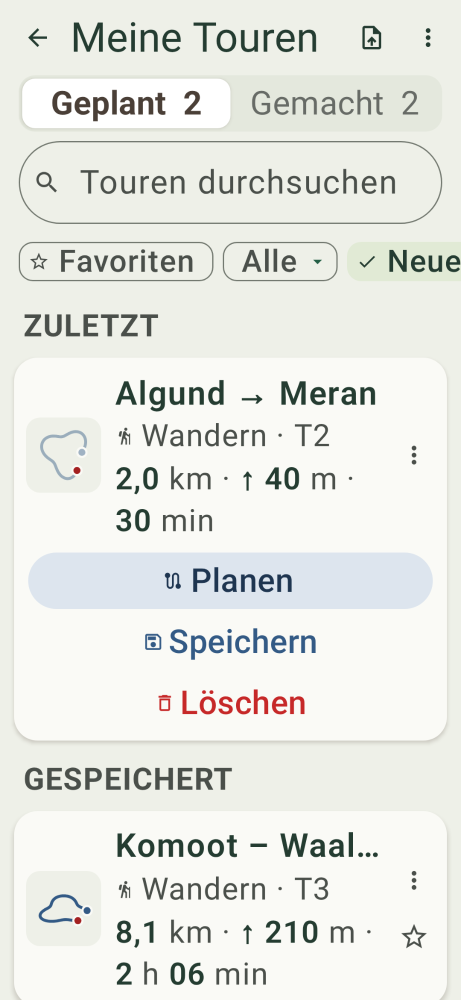 Meine Touren
Geplant 2 Gemacht 2
Touren durchsuchen
Favoriten Alle Neue
ZULETZT
Algund → Meran
Wandern · T2
2,0 km · ↑ 40 m ·
30 min
Planen
Speichern
Löschen
GESPEICHERT
Komoot – Waal…
Wandern · T3
8,1 km · ↑ 210 m ·
2 h 06 min